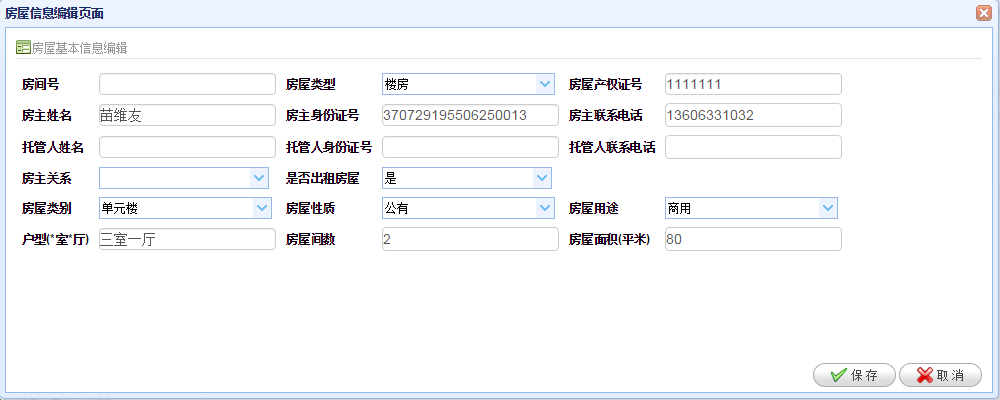 房屋信息编辑页面
房屋基本信息编辑
房间号 房屋类型 楼房 房屋产权证号 1111111
房主姓名 苗维友 房主身份证号 370729195506250013 房主联系电话 13606331032
托管人姓名 托管人身份证号 托管人联系电话
房主关系 是否出租房屋 是
房屋类别 单元楼 房屋性质 公有 房屋用途 商用
户型(*室*厅) 三室一厅 房屋间数 2 房屋面积(平米) 80
保存 取消